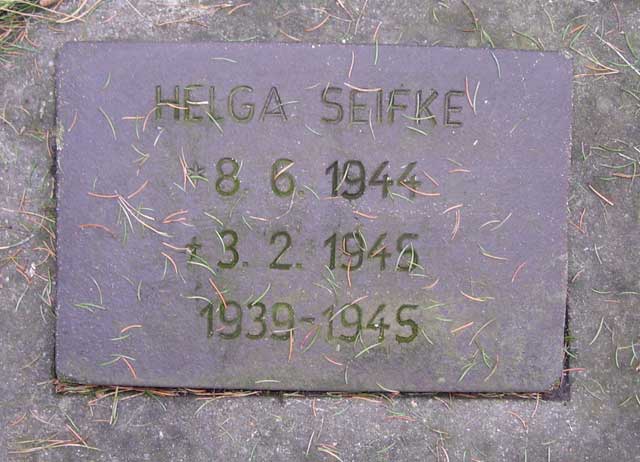 HELGA SEIFKE
* 8. 6. 1944
† 3. 2. 1945
1939-1945